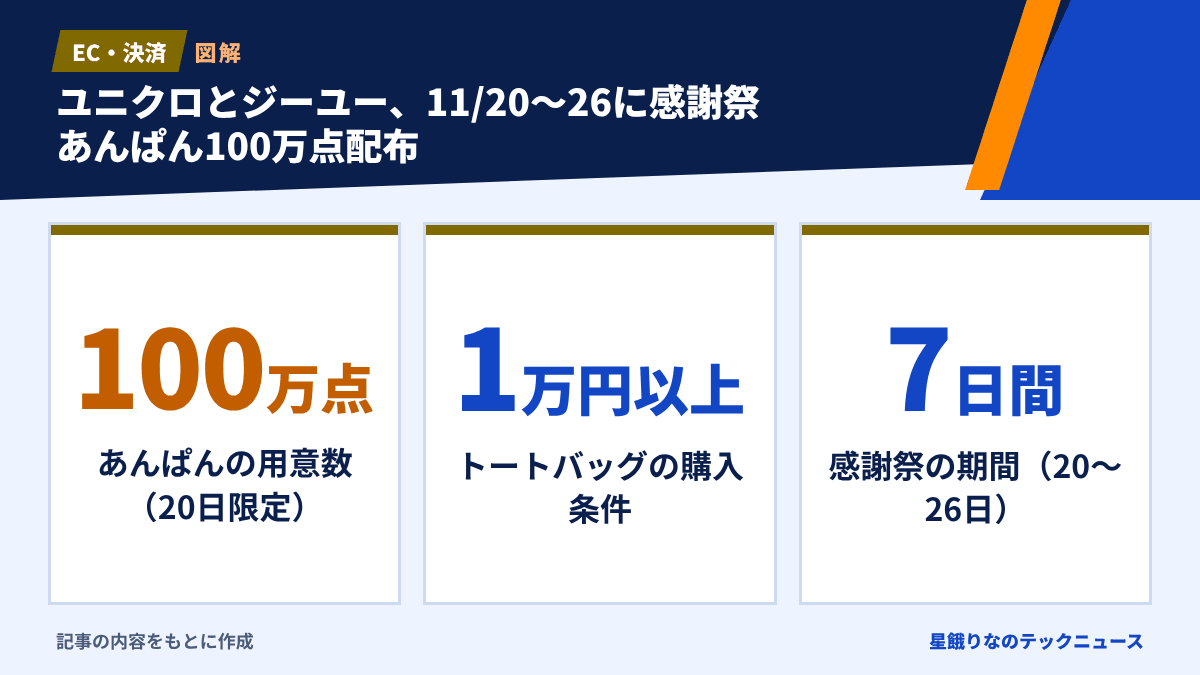 EC・決済 図解
ユニクロとジーユー、11/20〜26に感謝祭
あんぱん100万点配布
100万点
あんぱんの用意数
（20日限定）
1万円以上
トートバッグの購入
条件
7日間
感謝祭の期間（20〜
26日）
記事の内容をもとに作成
星餓りなのテックニュース